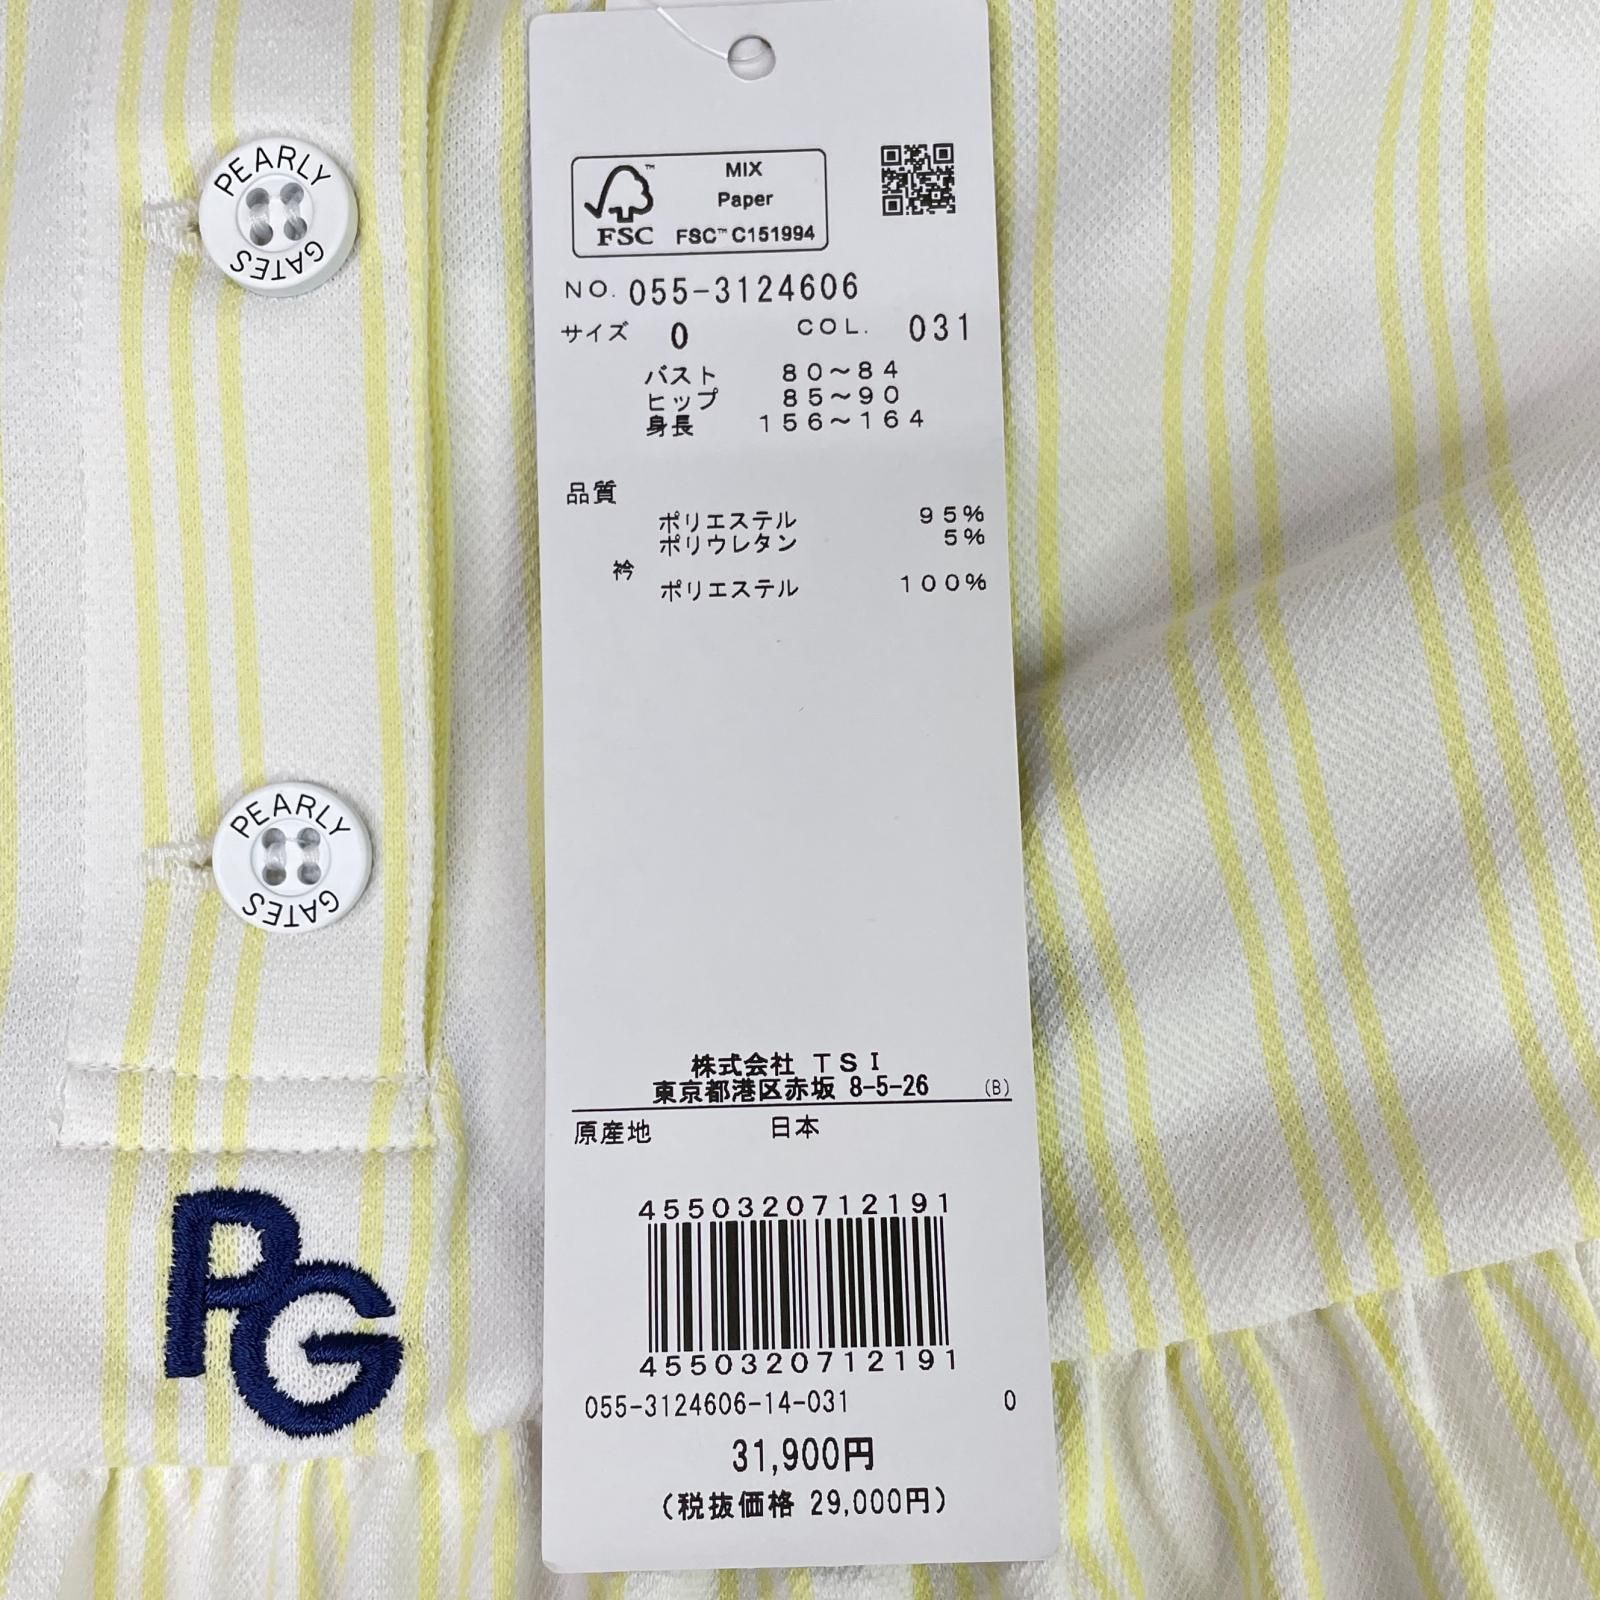 PEARLY GATES
PEARLY GATES
PG
FSC™
MIX
Paper
FSC™ C151994
NO. 055-3124606
サイズ 0 COL. 031
バスト 80～84
ヒップ 85～90
身長 156～164
品質
ポリエステル 95%
ポリウレタン 5%
衿
ポリエステル 100%
株式会社 TSI
東京都港区赤坂 8-5-26 (B)
原産地 日本
4550320712191
4550320712191
055-3124606-14-031 0
31,900円
(税抜価格 29,000円)